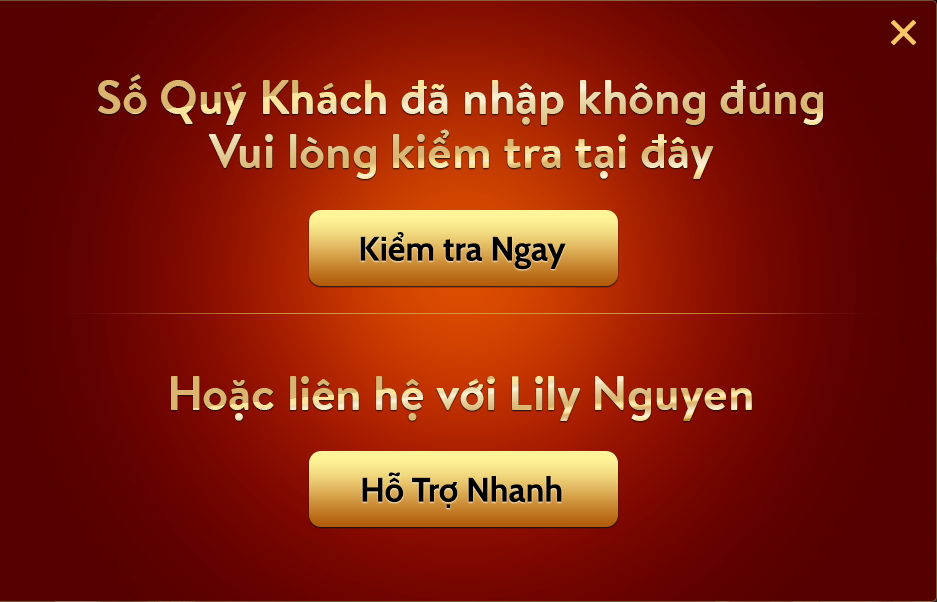 Số Quý Khách đã nhập không đúng
Vui lòng kiểm tra tại đây
Kiểm tra Ngay
Hoặc liên hệ với Lily Nguyen
Hỗ Trợ Nhanh